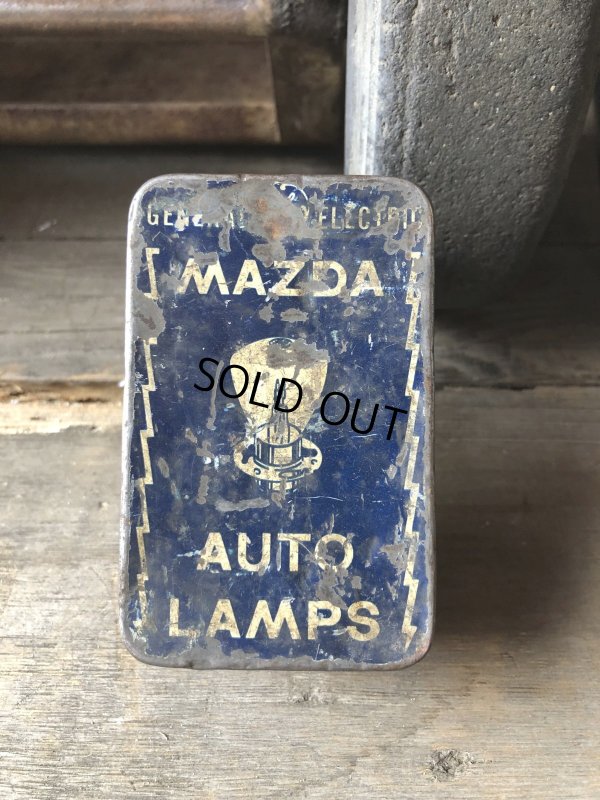 GENERAL ELECTRIC
MAZDA
SOLD OUT
AUTO
LAMPS